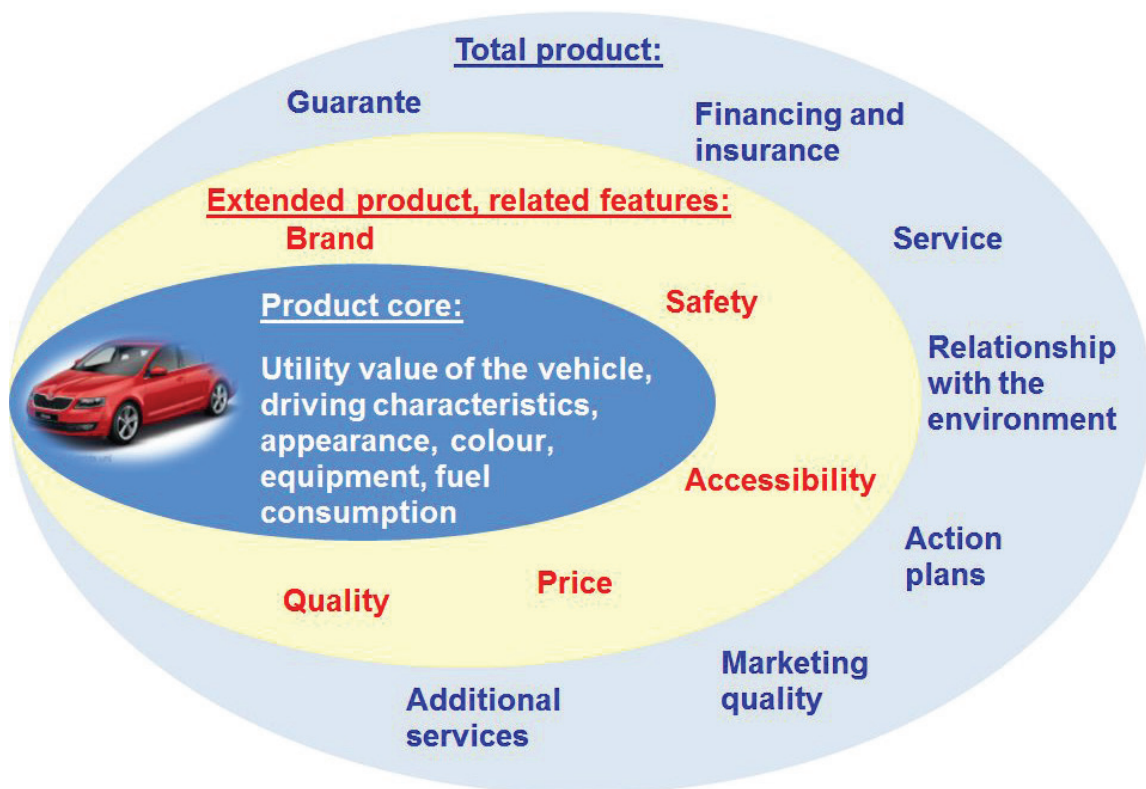 Total product:
Guarante
Financing and
insurance
Extended product, related features:
Brand
Service
Safety
Product core:
Utility value of the vehicle,
driving characteristics,
appearance, colour,
equipment, fuel
consumption
Relationship
with the
environment
Accessibility
Action
plans
Price
Quality
Marketing
quality
Additional
services